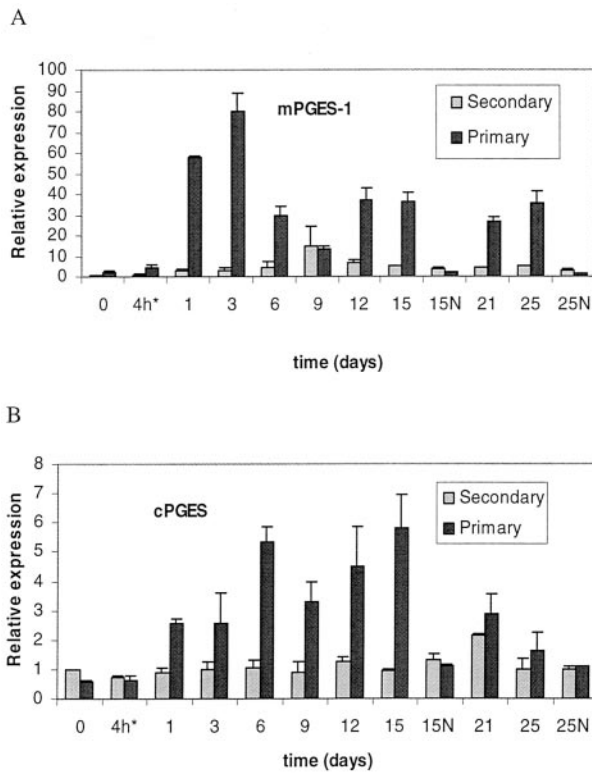 A
100
90
80
70
60
50
40
30
20
10
0
Relative expression
mPGES-1
Secondary
Primary
0 4h* 1 3 6 9 12 15 15N 21 25 25N
time (days)
B
8
7
6
5
4
3
2
1
0
Relative expression
cPGES
Secondary
Primary
0 4h* 1 3 6 9 12 15 15N 21 25 25N
time (days)